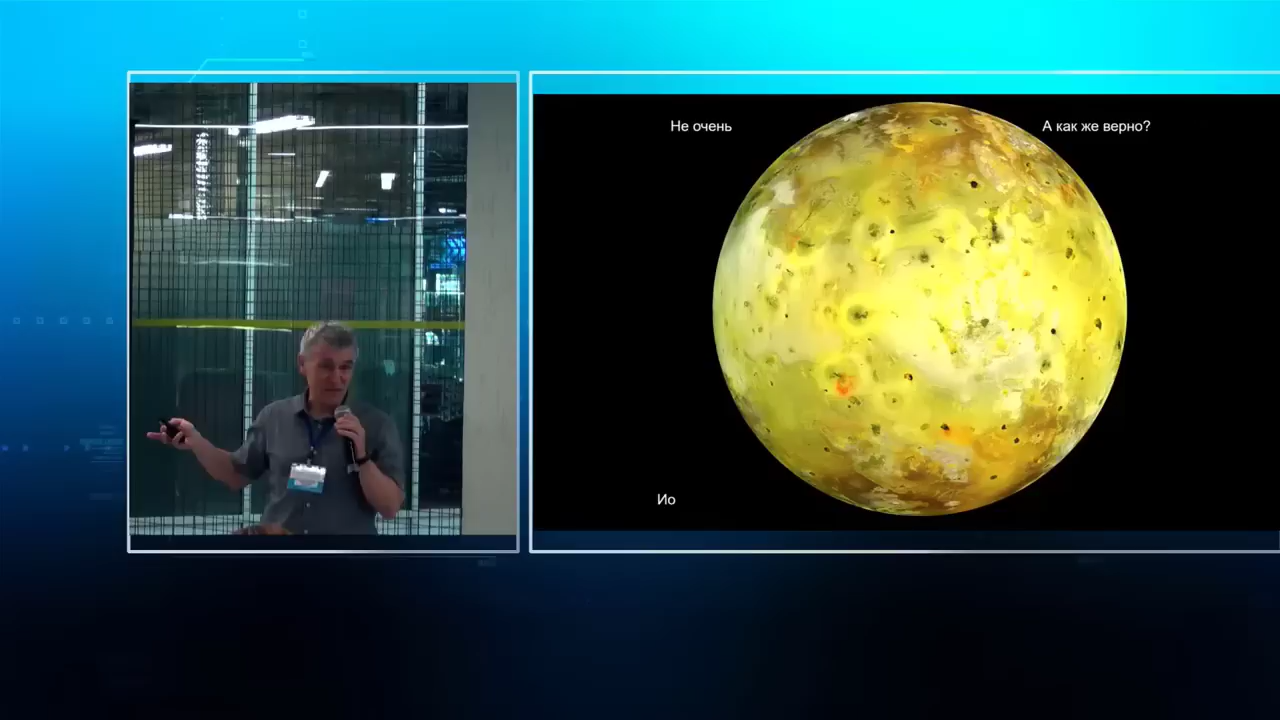 Не очень
А как же верно?
Ио